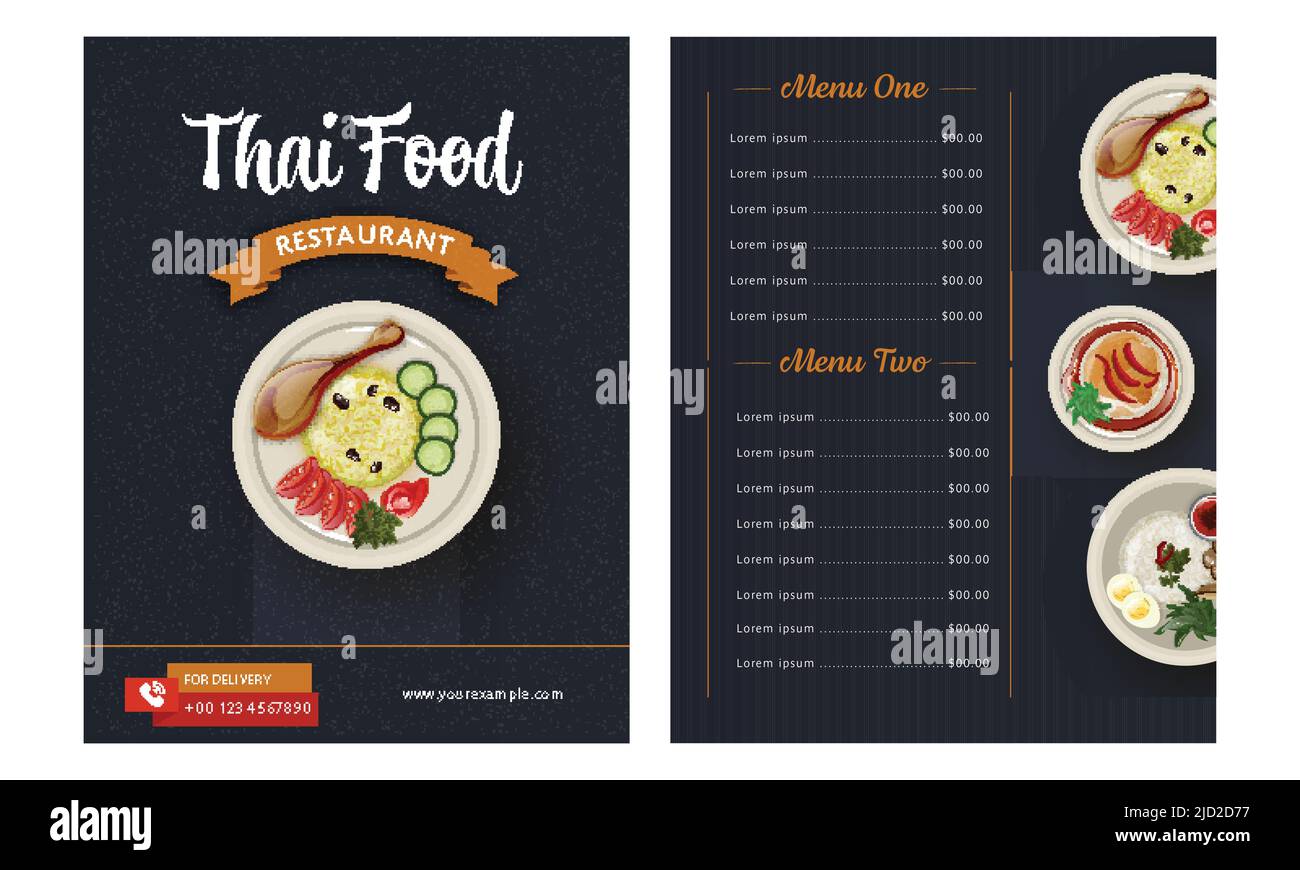 Thai Food
RESTAURANT
FOR DELIVERY
+00 123 4567890
www.yourexample.com
Menu One
Lorem ipsum ............................ $00.00
Lorem ipsum ............................ $00.00
Lorem ipsum ............................ $00.00
Lorem ipsum ............................ $00.00
Lorem ipsum ............................ $00.00
Lorem ipsum ............................ $00.00
Menu Two
Lorem ipsum ............................ $00.00
Lorem ipsum ............................ $00.00
Lorem ipsum ............................ $00.00
Lorem ipsum ............................ $00.00
Lorem ipsum ............................ $00.00
Lorem ipsum ............................ $00.00
Lorem ipsum ............................ $00.00
Lorem ipsum ............................ $00.00
alamy
alamy
alamy
alamy
a
a
a
a
a
a
a
a
a
alamy
Image ID: 2JD2D77
www.alamy.com